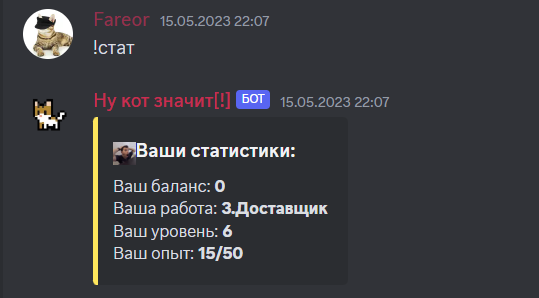 Fareor 15.05.2023 22:07
!стат
Ну кот значит[!] БОТ 15.05.2023 22:07
Ваши статистики:
Ваш баланс: 0
Ваша работа: 3.Доставщик
Ваш уровень: 6
Ваш опыт: 15/50